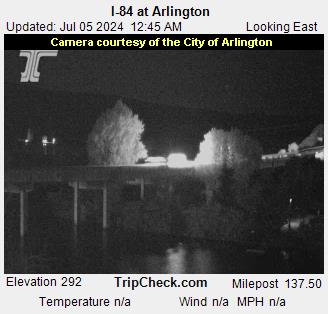 I-84 at Arlington
Updated: Jul 05 2024 12:45 AM Looking East
Camera courtesy of the City of Arlington
Elevation 292 TripCheck.com Milepost 137.50
Temperature n/a Wind n/a MPH n/a